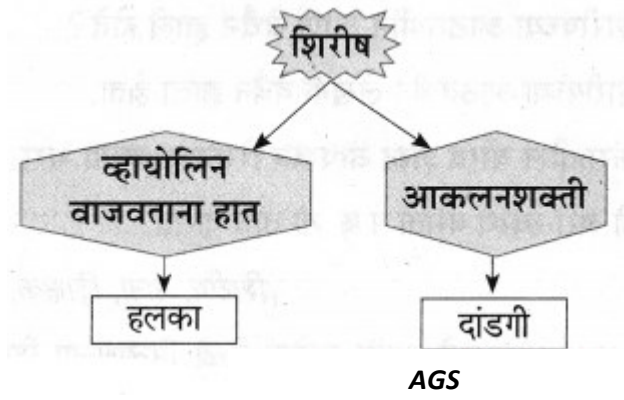 शिरीष
व्हायोलिन
वाजवताना हात
आकलनशक्ती
हलका
दांडगी
AGS